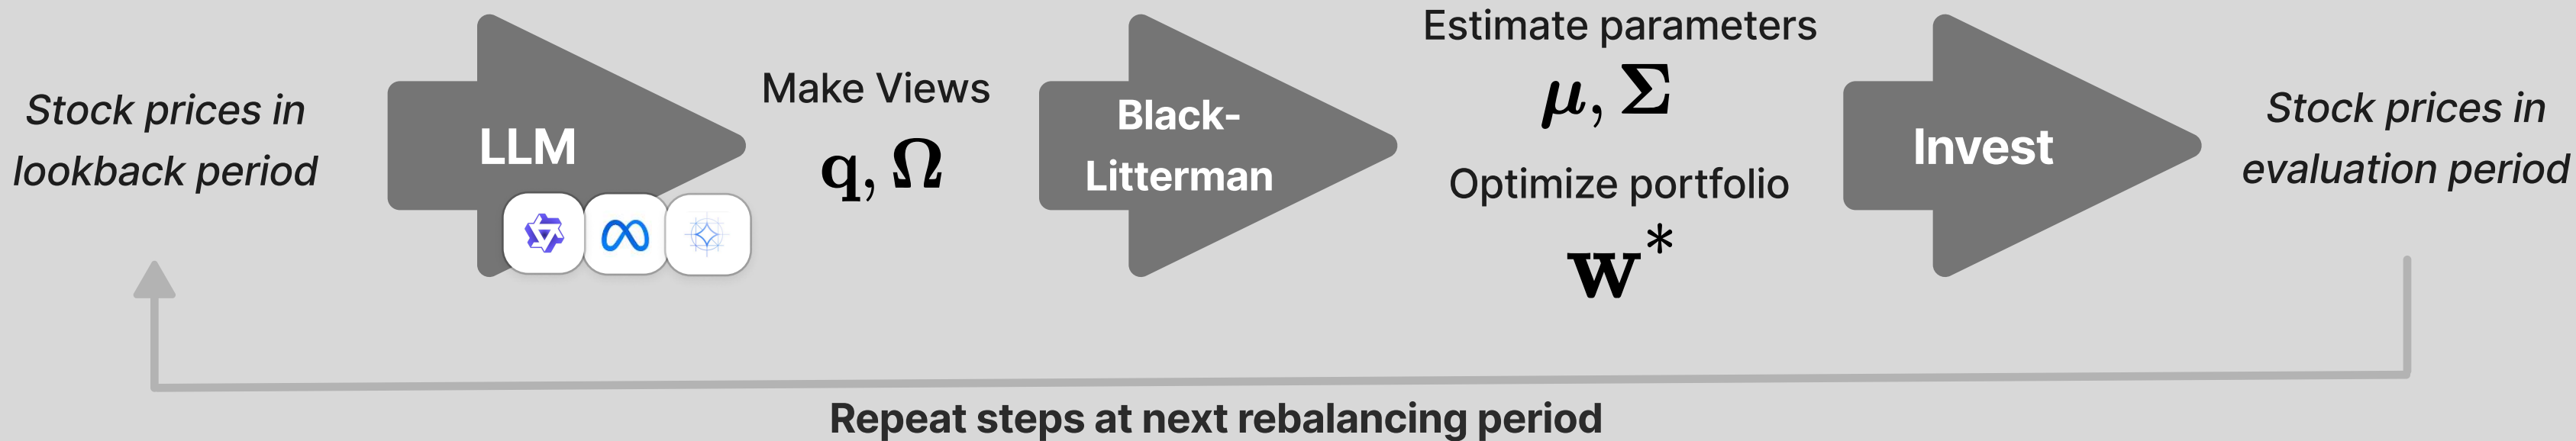 Stock prices in
lookback period
LLM
Make Views
q, Ω
Black-
Litterman
Estimate parameters
μ, Σ
Optimize portfolio
w*
Invest
Stock prices in
evaluation period
Repeat steps at next rebalancing period